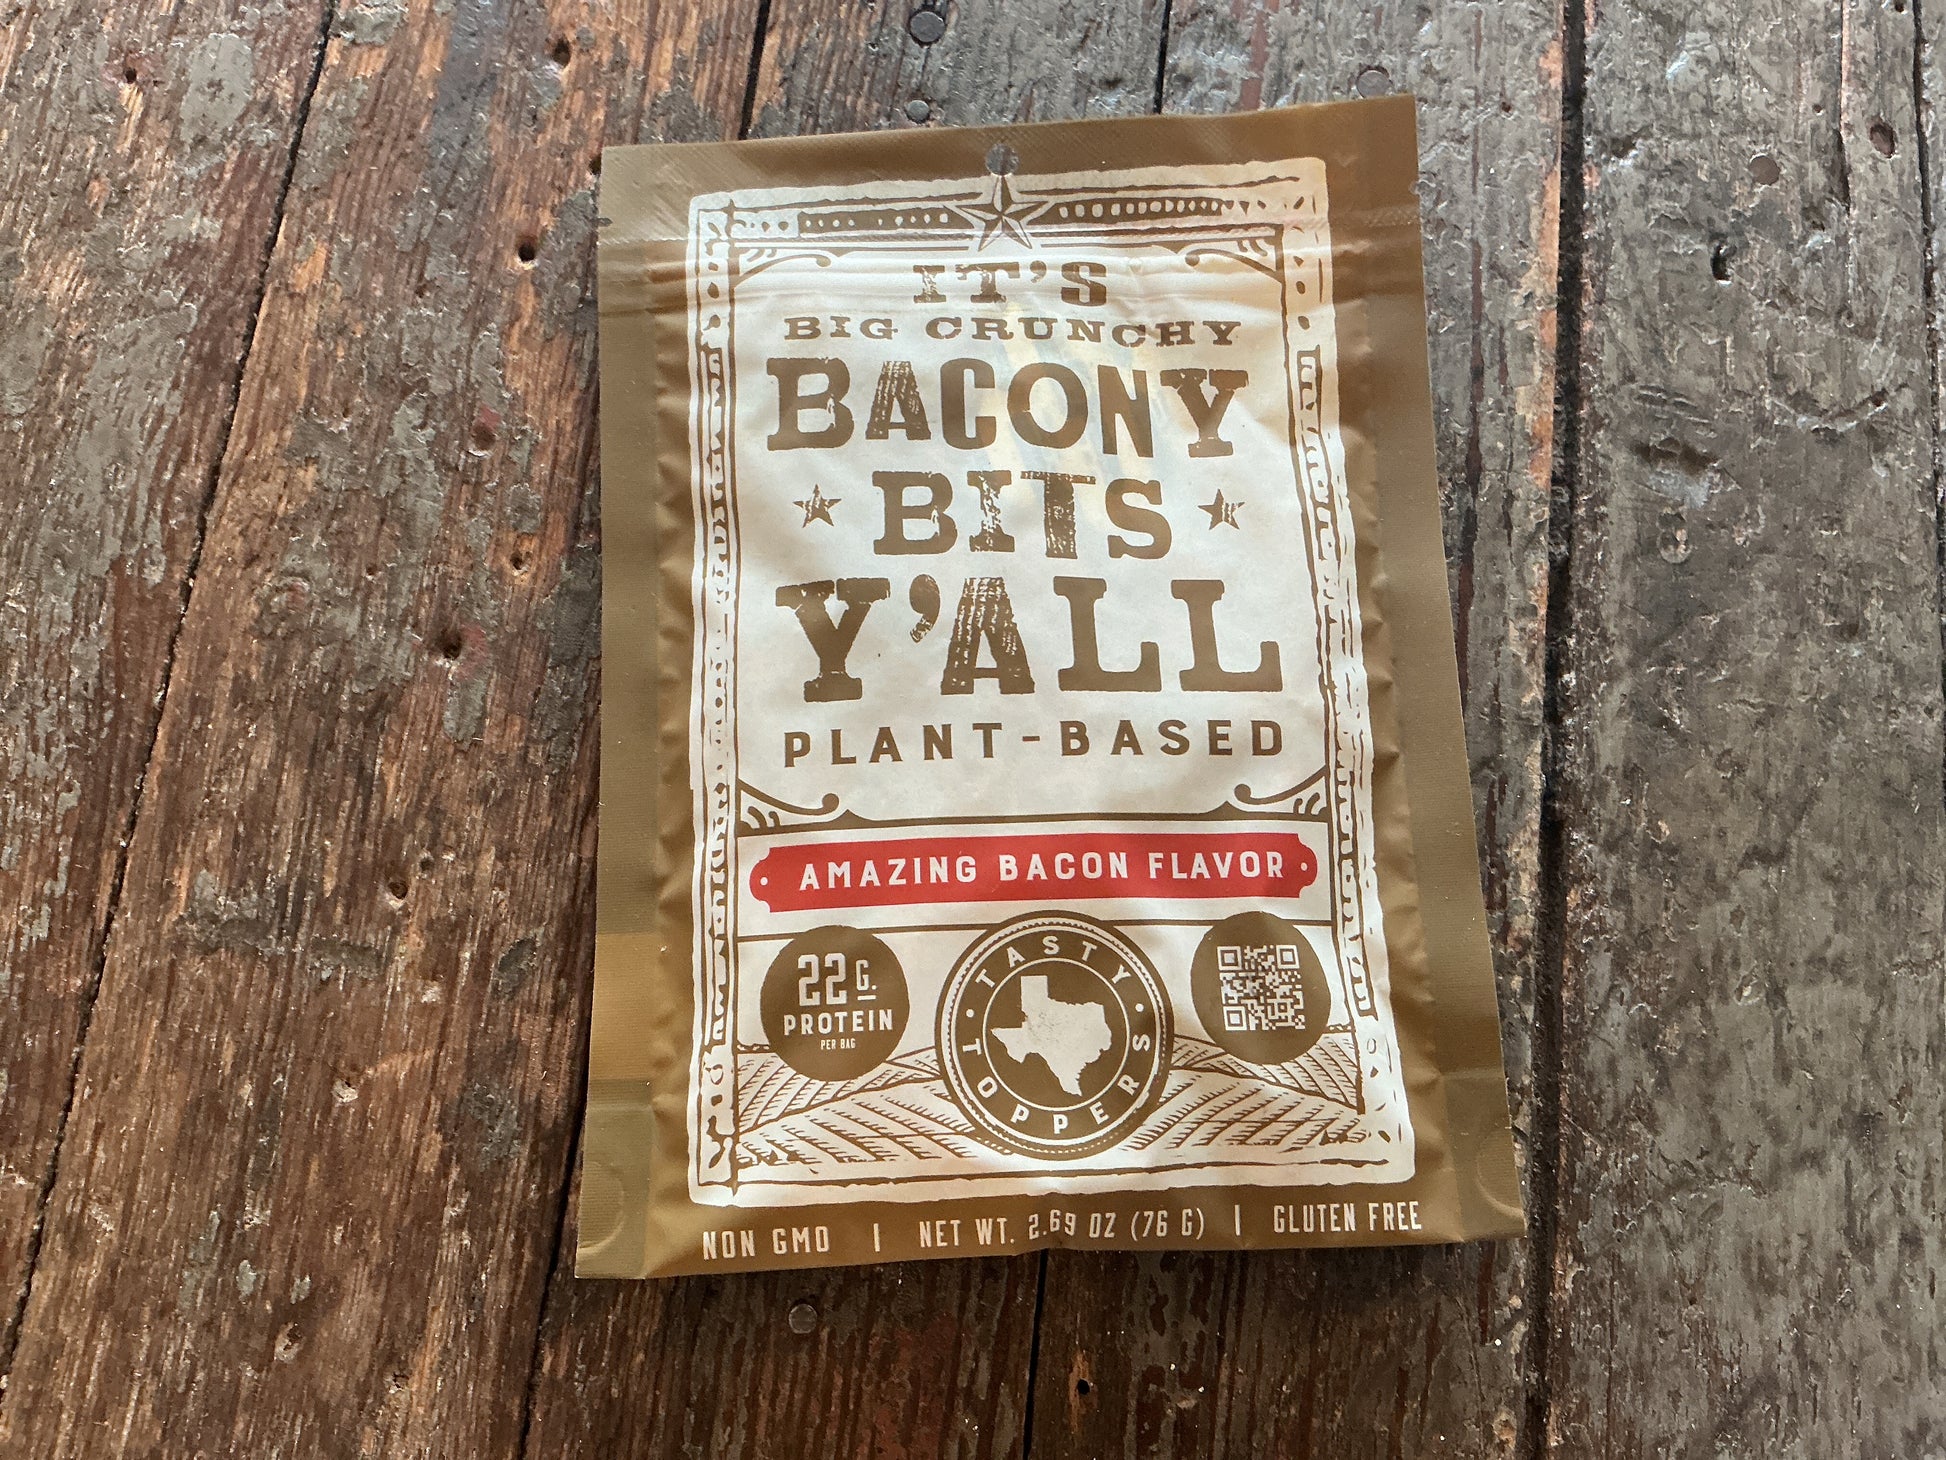 IT'S
BIG CRUNCHY
BACONY
BITS
Y'ALL
PLANT-BASED
AMAZING BACON FLAVOR
22 G.
PROTEIN
PER BAG
TASTY
TOPPERS
NON GMO | NET WT. 2.69 OZ (76 G) | GLUTEN FREE